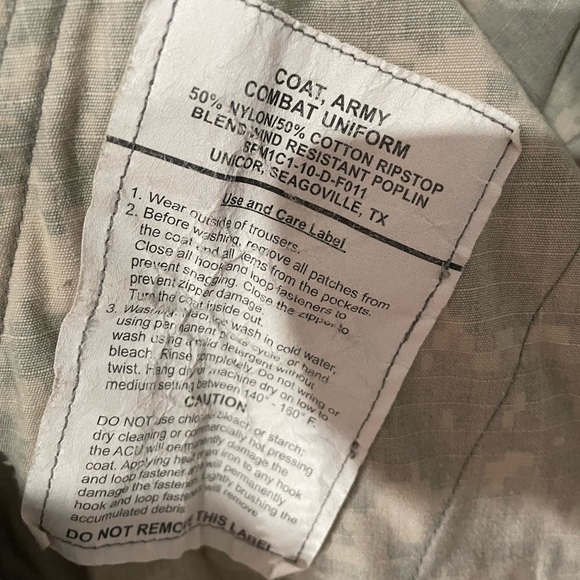 COAT, ARMY
COMBAT UNIFORM
50% NYLON/50% COTTON RIPSTOP
BLEND WIND RESISTANT POPLIN
SPM1C1-10-D-F011
UNICOR, SEAGOVILLE, TX
Use and Care Label
1. Wear outside of trousers.
2. Before washing, remove all patches from
the coat and all items from the pockets.
Close all hook and loop fasteners to
prevent snagging. Close the zipper to
prevent zipper damage.
Turn the coat inside out.
3. Washing: Machine wash in cold water,
using permanent press cycle, or hand
wash using a mild detergent without
bleach. Rinse completely. Do not wring or
twist. Hang dry or machine dry on low to
medium setting between 140° - 160° F.
CAUTION
DO NOT use chlorine bleach or starch;
dry cleaning or commercially hot pressing
the ACU will permanently damage the
coat. Applying heat iron to any hook
and loop fastener will permanently
damage the fastener. Lightly brushing the
hook and loop fasteners will remove
accumulated debris
DO NOT REMOVE THIS LABEL